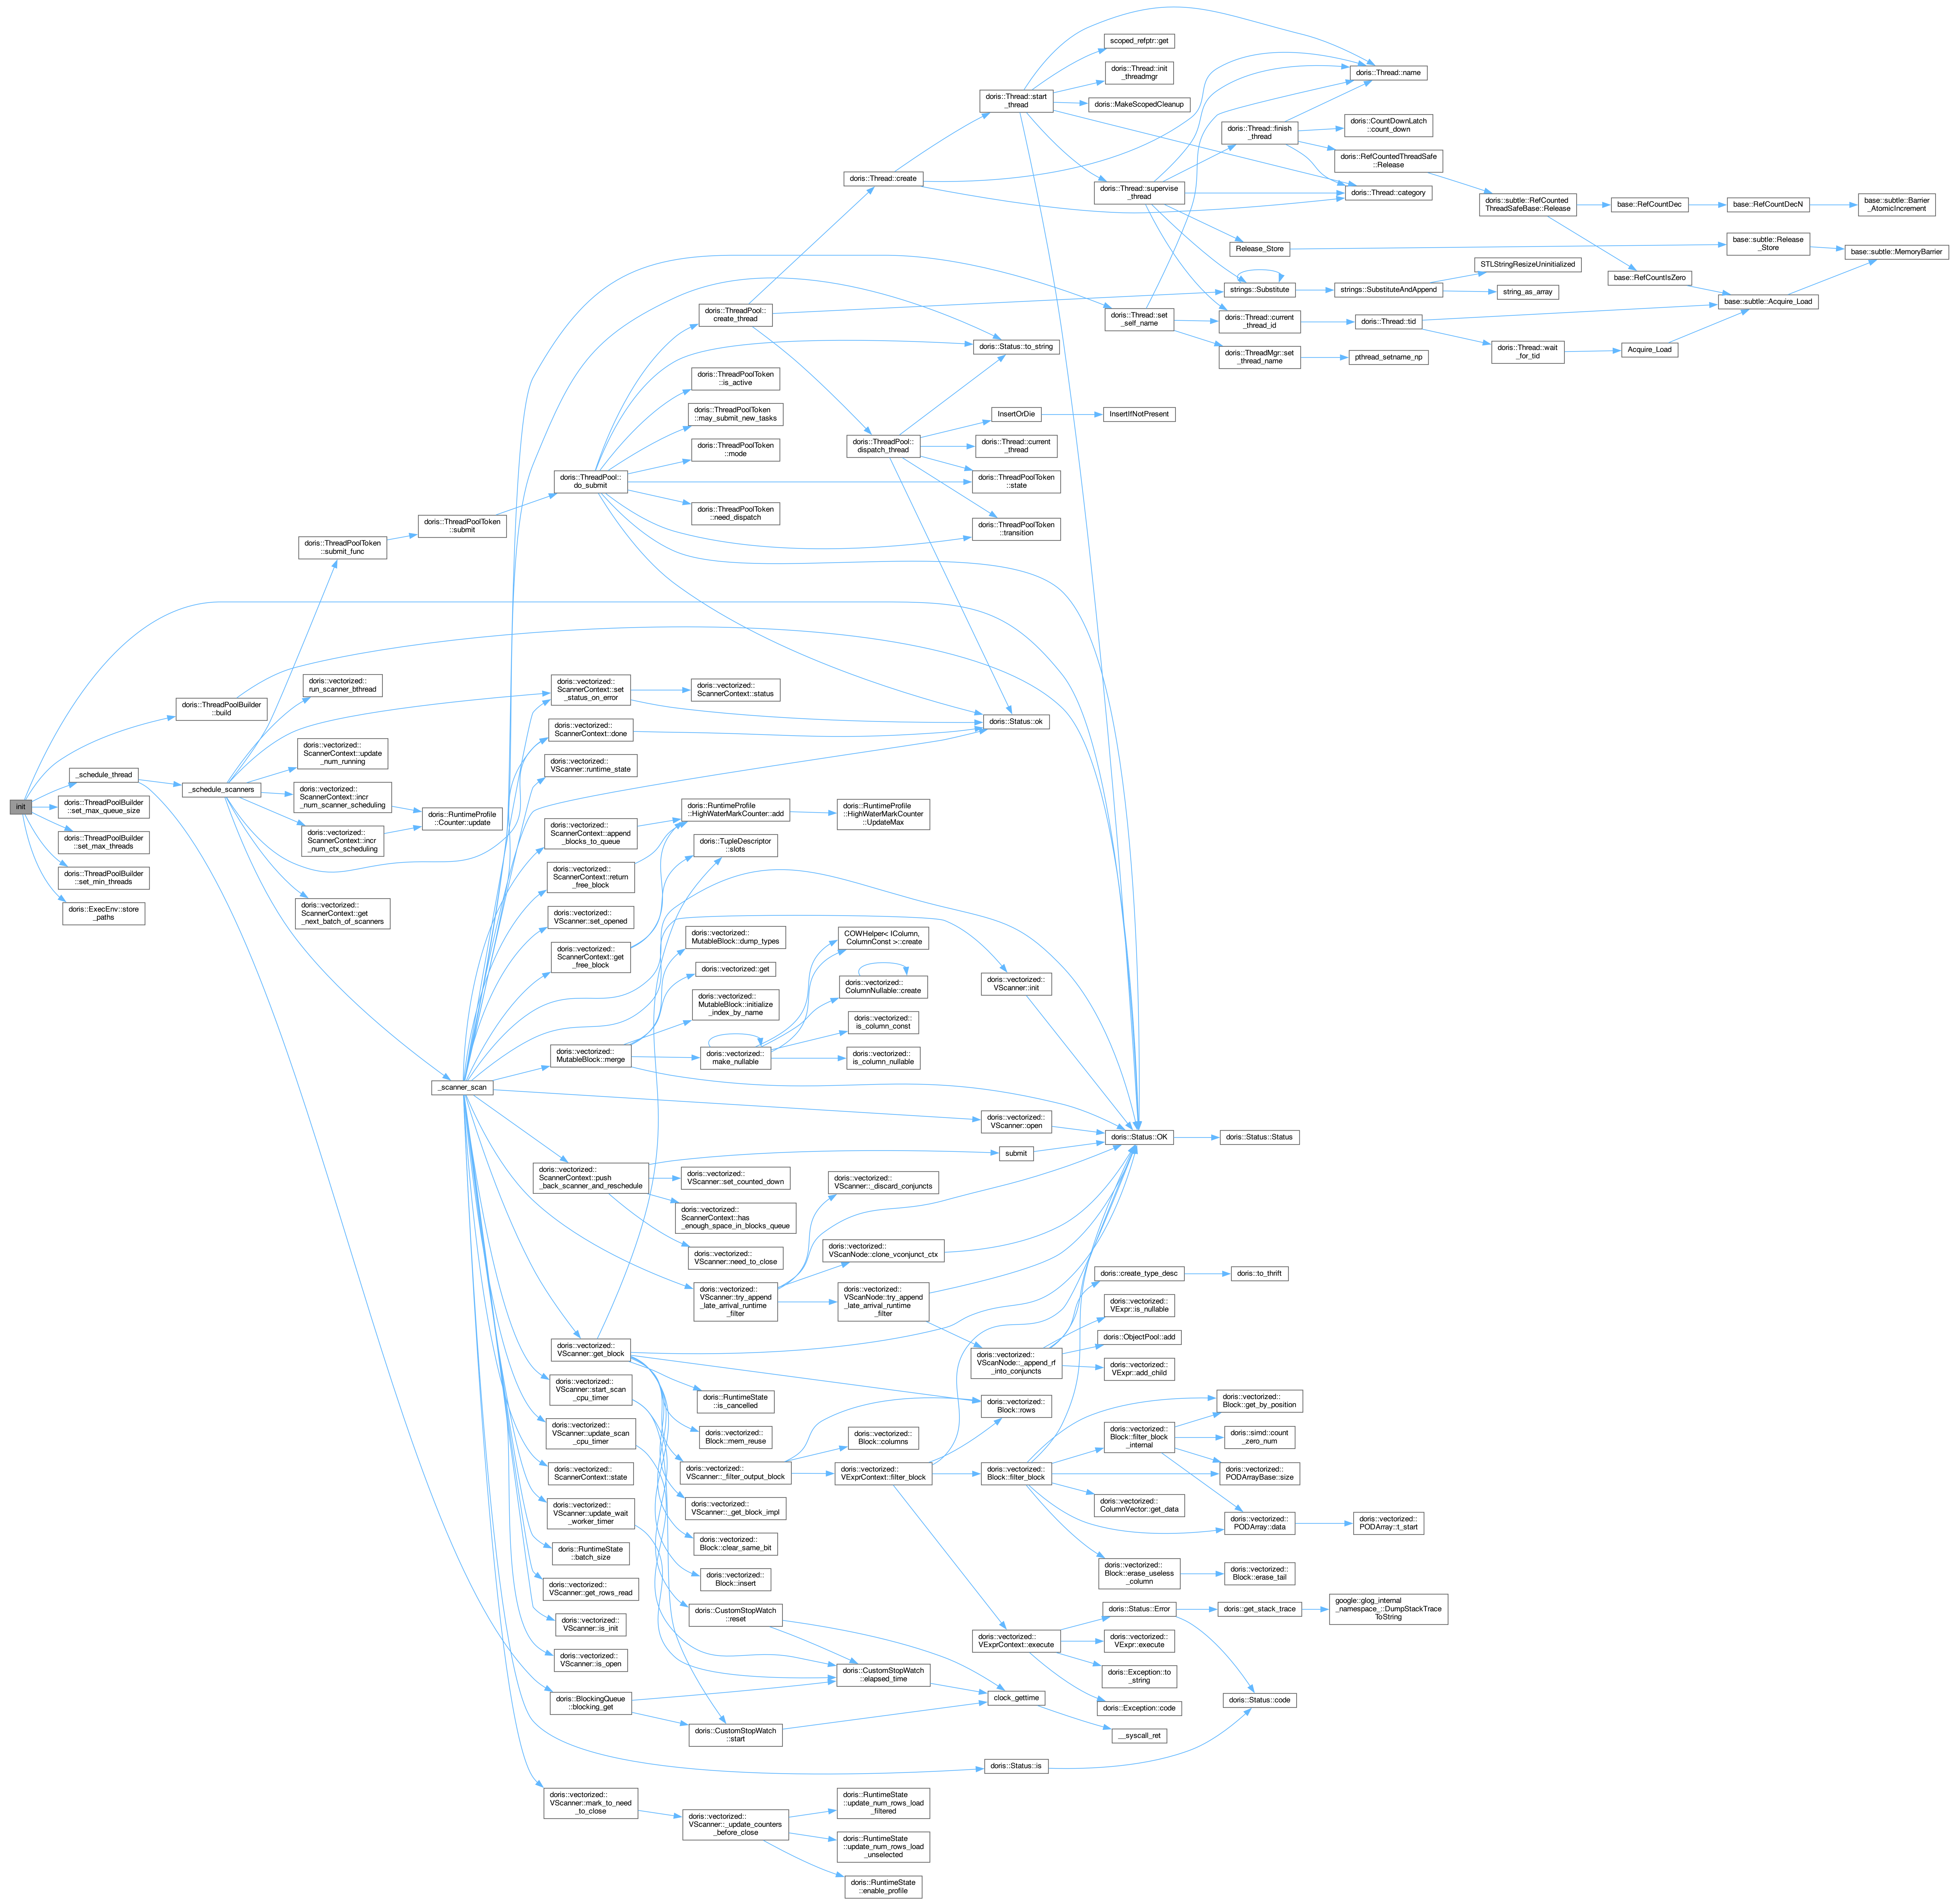 init
doris::ThreadPoolBuilder
::build
_schedule_thread
doris::ThreadPoolBuilder
::set_max_queue_size
doris::ThreadPoolBuilder
::set_max_threads
doris::ThreadPoolBuilder
::set_min_threads
doris::ExecEnv::store
_paths
_schedule_scanners
doris::ThreadPoolToken
::submit_func
doris::ThreadPoolToken
::submit
doris::vectorized::
run_scanner_bthread
doris::vectorized::
ScannerContext::update
_num_running
doris::vectorized::
ScannerContext::incr
_num_scanner_scheduling
doris::vectorized::
ScannerContext::incr
_num_ctx_scheduling
doris::RuntimeProfile
::Counter::update
doris::vectorized::
ScannerContext::get
_next_batch_of_scanners
_scanner_scan
doris::ThreadPool::
do_submit
doris::ThreadPool::
create_thread
doris::ThreadPoolToken
::is_active
doris::ThreadPoolToken
::may_submit_new_tasks
doris::ThreadPoolToken
::mode
doris::ThreadPoolToken
::need_dispatch
doris::Thread::create
doris::ThreadPool::
dispatch_thread
doris::Thread::start
_thread
doris::Status::to_string
InsertOrDie
InsertIfNotPresent
doris::Thread::current
_thread
doris::ThreadPoolToken
::state
doris::ThreadPoolToken
::transition
scoped_refptr::get
doris::Thread::init
_threadmgr
doris::MakeScopedCleanup
doris::Thread::supervise
_thread
doris::Thread::set
_self_name
doris::Thread::finish
_thread
Release_Store
strings::Substitute
doris::Thread::current
_thread_id
doris::ThreadMgr::set
_thread_name
doris::Thread::name
doris::CountDownLatch
::count_down
doris::RefCountedThreadSafe
::Release
doris::Thread::category
strings::SubstituteAndAppend
doris::Thread::tid
pthread_setname_np
doris::subtle::RefCounted
ThreadSafeBase::Release
STLStringResizeUninitialized
string_as_array
doris::Thread::wait
_for_tid
base::RefCountDec
base::RefCountIsZero
Acquire_Load
base::RefCountDecN
base::subtle::Release
_Store
base::subtle::Acquire_Load
base::subtle::Barrier
_AtomicIncrement
base::subtle::MemoryBarrier
doris::vectorized::
ScannerContext::set
_status_on_error
doris::vectorized::
ScannerContext::status
doris::vectorized::
ScannerContext::done
doris::Status::ok
doris::vectorized::
VScanner::runtime_state
doris::vectorized::
ScannerContext::append
_blocks_to_queue
doris::RuntimeProfile
::HighWaterMarkCounter::add
doris::RuntimeProfile
::HighWaterMarkCounter
::UpdateMax
doris::vectorized::
ScannerContext::return
_free_block
doris::TupleDescriptor
::slots
doris::vectorized::
VScanner::set_opened
doris::vectorized::
ScannerContext::get
_free_block
doris::vectorized::
MutableBlock::dump_types
doris::vectorized::get
doris::vectorized::
MutableBlock::initialize
_index_by_name
doris::vectorized::
MutableBlock::merge
doris::vectorized::
make_nullable
COWHelper< IColumn,
ColumnConst >::create
doris::vectorized::
ColumnNullable::create
doris::vectorized::
is_column_const
doris::vectorized::
is_column_nullable
doris::vectorized::
VScanner::init
doris::vectorized::
VScanner::open
doris::Status::OK
doris::Status::Status
submit
doris::vectorized::
ScannerContext::push
_back_scanner_and_reschedule
doris::vectorized::
VScanner::set_counted_down
doris::vectorized::
ScannerContext::has
_enough_space_in_blocks_queue
doris::vectorized::
VScanner::need_to_close
doris::vectorized::
VScanner::try_append
_late_arrival_runtime
_filter
doris::vectorized::
VScanner::_discard_conjuncts
doris::vectorized::
VScanNode::clone_vconjunct_ctx
doris::vectorized::
VScanNode::try_append
_late_arrival_runtime
_filter
doris::vectorized::
VScanNode::_append_rf
_into_conjuncts
doris::create_type_desc
doris::to_thrift
doris::vectorized::
VExpr::is_nullable
doris::ObjectPool::add
doris::vectorized::
VExpr::add_child
doris::vectorized::
VScanner::get_block
doris::RuntimeState
::is_cancelled
doris::vectorized::
Block::mem_reuse
doris::vectorized::
VScanner::_filter_output_block
doris::vectorized::
VScanner::_get_block_impl
doris::vectorized::
Block::clear_same_bit
doris::vectorized::
Block::insert
doris::vectorized::
Block::rows
doris::vectorized::
Block::columns
doris::vectorized::
VExprContext::filter_block
doris::vectorized::
Block::filter_block
doris::vectorized::
Block::filter_block
_internal
doris::vectorized::
Block::get_by_position
doris::simd::count
_zero_num
doris::vectorized::
PODArrayBase::size
doris::vectorized::
ColumnVector::get_data
doris::vectorized::
PODArray::data
doris::vectorized::
PODArray::t_start
doris::vectorized::
Block::erase_useless
_column
doris::vectorized::
Block::erase_tail
doris::vectorized::
VScanner::start_scan
_cpu_timer
doris::vectorized::
VScanner::update_scan
_cpu_timer
doris::vectorized::
ScannerContext::state
doris::vectorized::
VScanner::update_wait
_worker_timer
doris::RuntimeState
::batch_size
doris::vectorized::
VScanner::get_rows_read
doris::vectorized::
VScanner::is_init
doris::vectorized::
VScanner::is_open
doris::BlockingQueue
::blocking_get
doris::CustomStopWatch
::reset
doris::CustomStopWatch
::elapsed_time
doris::CustomStopWatch
::start
clock_gettime
__syscall_ret
doris::vectorized::
VExprContext::execute
doris::Status::Error
doris::get_stack_trace
google::glog_internal
_namespace_::DumpStackTrace
ToString
doris::vectorized::
VExpr::execute
doris::Exception::to
_string
doris::Exception::code
doris::Status::code
doris::Status::is
doris::vectorized::
VScanner::mark_to_need
_to_close
doris::vectorized::
VScanner::_update_counters
_before_close
doris::RuntimeState
::update_num_rows_load
_filtered
doris::RuntimeState
::update_num_rows_load
_unselected
doris::RuntimeState
::enable_profile